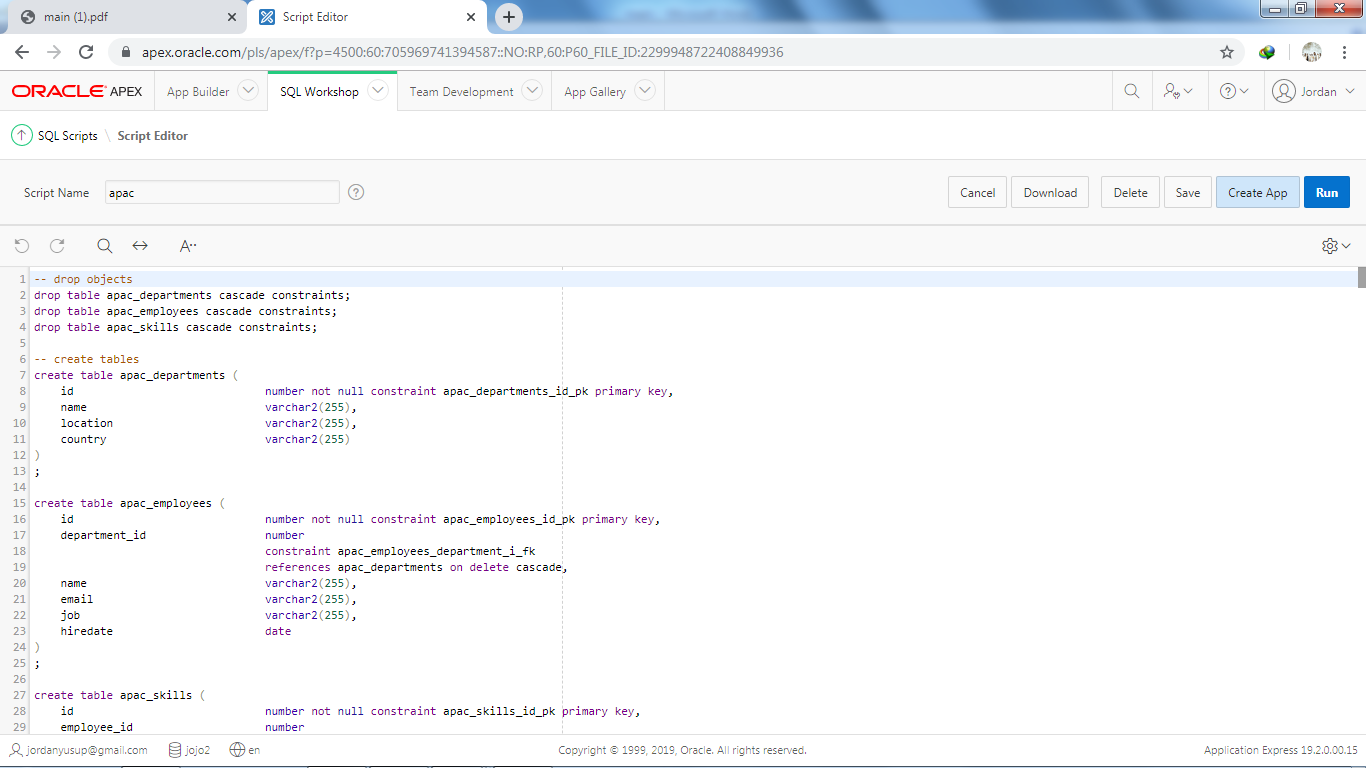 main (1).pdf
Script Editor
apex.oracle.com/pls/apex/f?p=4500:60:705969741394587::NO:RP,60:P60_FILE_ID:2299948722408849936
ORACLE APEX App Builder SQL Workshop Team Development App Gallery Jordan
SQL Scripts \ Script Editor
Script Name apac Cancel Download Delete Save Create App Run
A··
1 -- drop objects
2 drop table apac_departments cascade constraints;
3 drop table apac_employees cascade constraints;
4 drop table apac_skills cascade constraints;
5
6 -- create tables
7 create table apac_departments (
8 id number not null constraint apac_departments_id_pk primary key,
9 name varchar2(255),
10 location varchar2(255),
11 country varchar2(255)
12 )
13 ;
14
15 create table apac_employees (
16 id number not null constraint apac_employees_id_pk primary key,
17 department_id number
18 constraint apac_employees_department_i_fk
19 references apac_departments on delete cascade,
20 name varchar2(255),
21 email varchar2(255),
22 job varchar2(255),
23 hiredate date
24 )
25 ;
26
27 create table apac_skills (
28 id number not null constraint apac_skills_id_pk primary key,
29 employee_id number
jordanyusup@gmail.com jojo2 en Copyright © 1999, 2019, Oracle. All rights reserved. Application Express 19.2.0.00.15